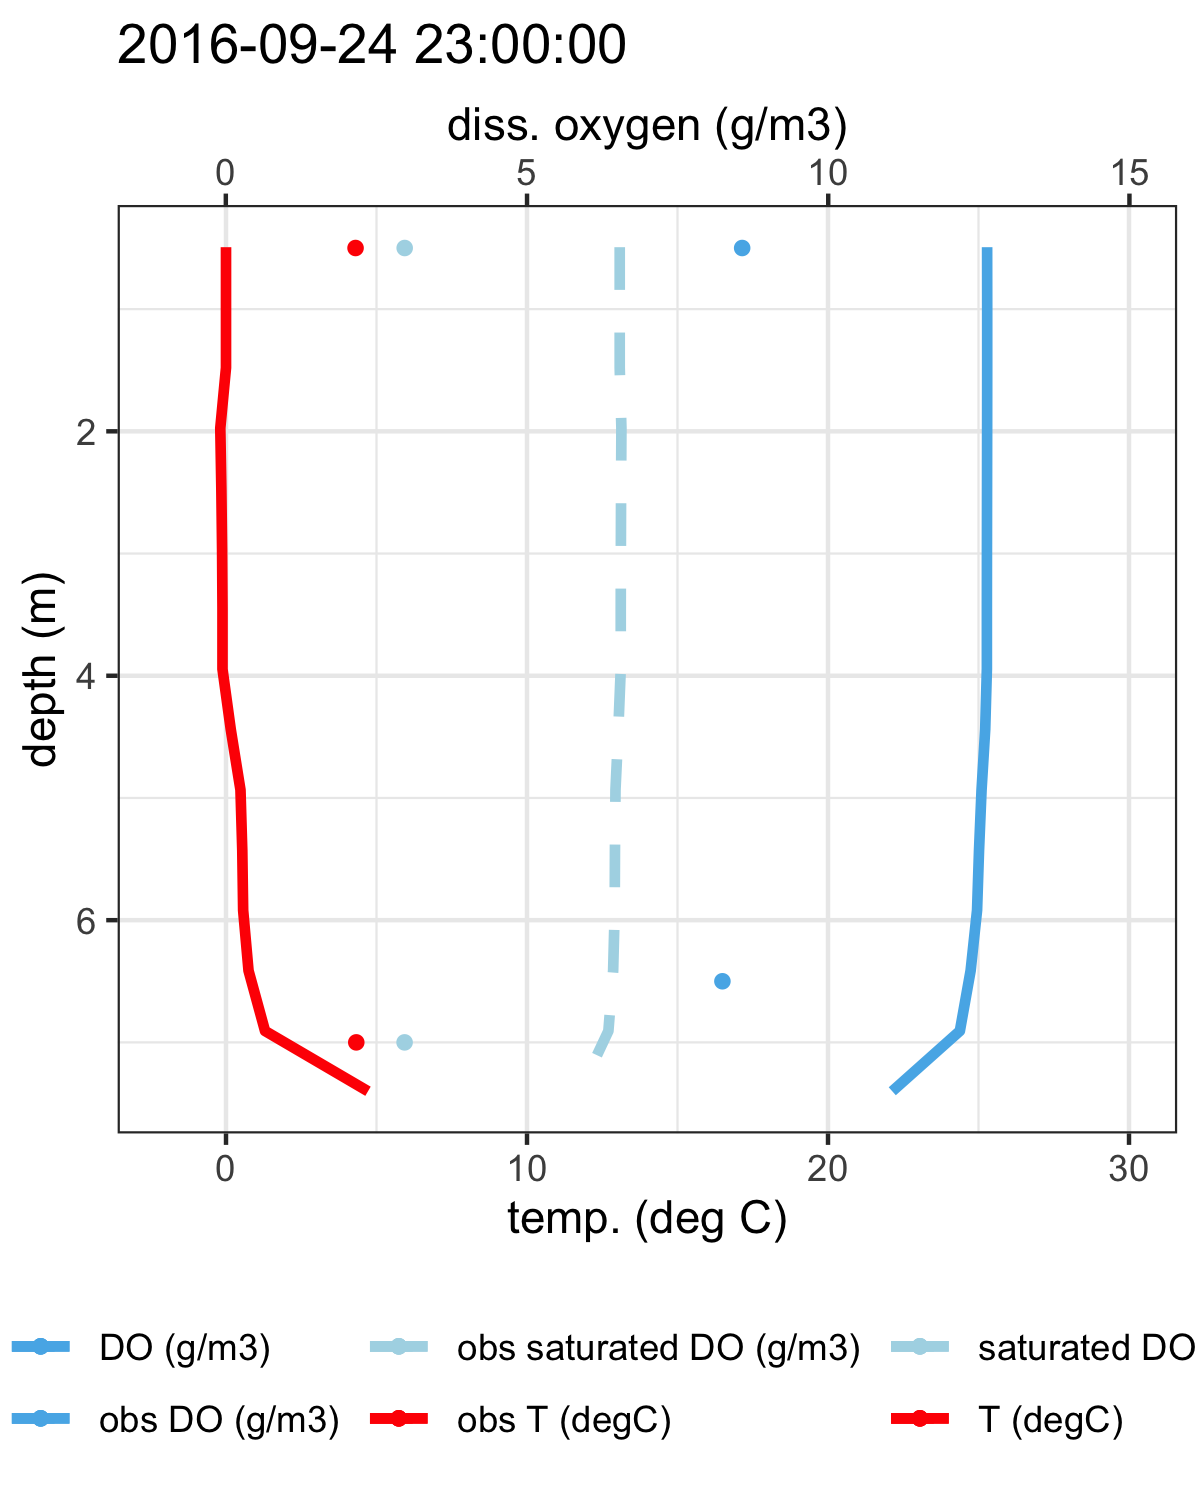 2016-09-24 23:00:00
diss. oxygen (g/m3)
0 5 10 15
2
4
6
depth (m)
0 10 20 30
temp. (deg C)
DO (g/m3) obs saturated DO (g/m3) saturated DO
obs DO (g/m3) obs T (degC) T (degC)